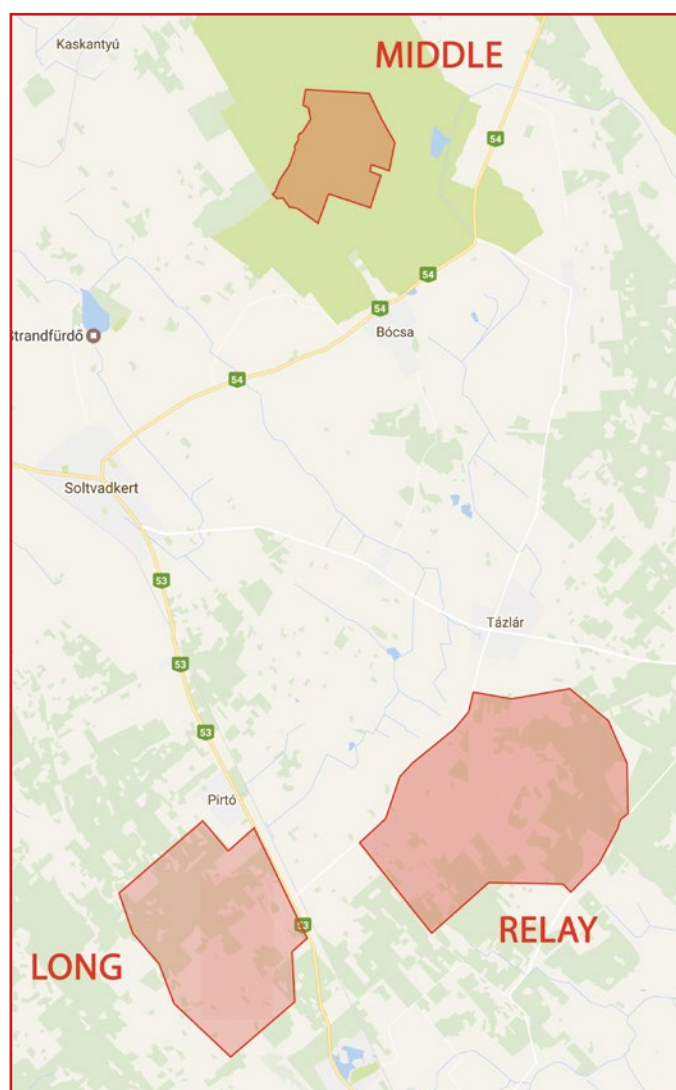 Kaskantyú
MIDDLE
54
54
54
Strandfürdő
Bócsa
54
Soltvadkert
53
Tázlár
53
53
Pirtó
53
RELAY
LONG